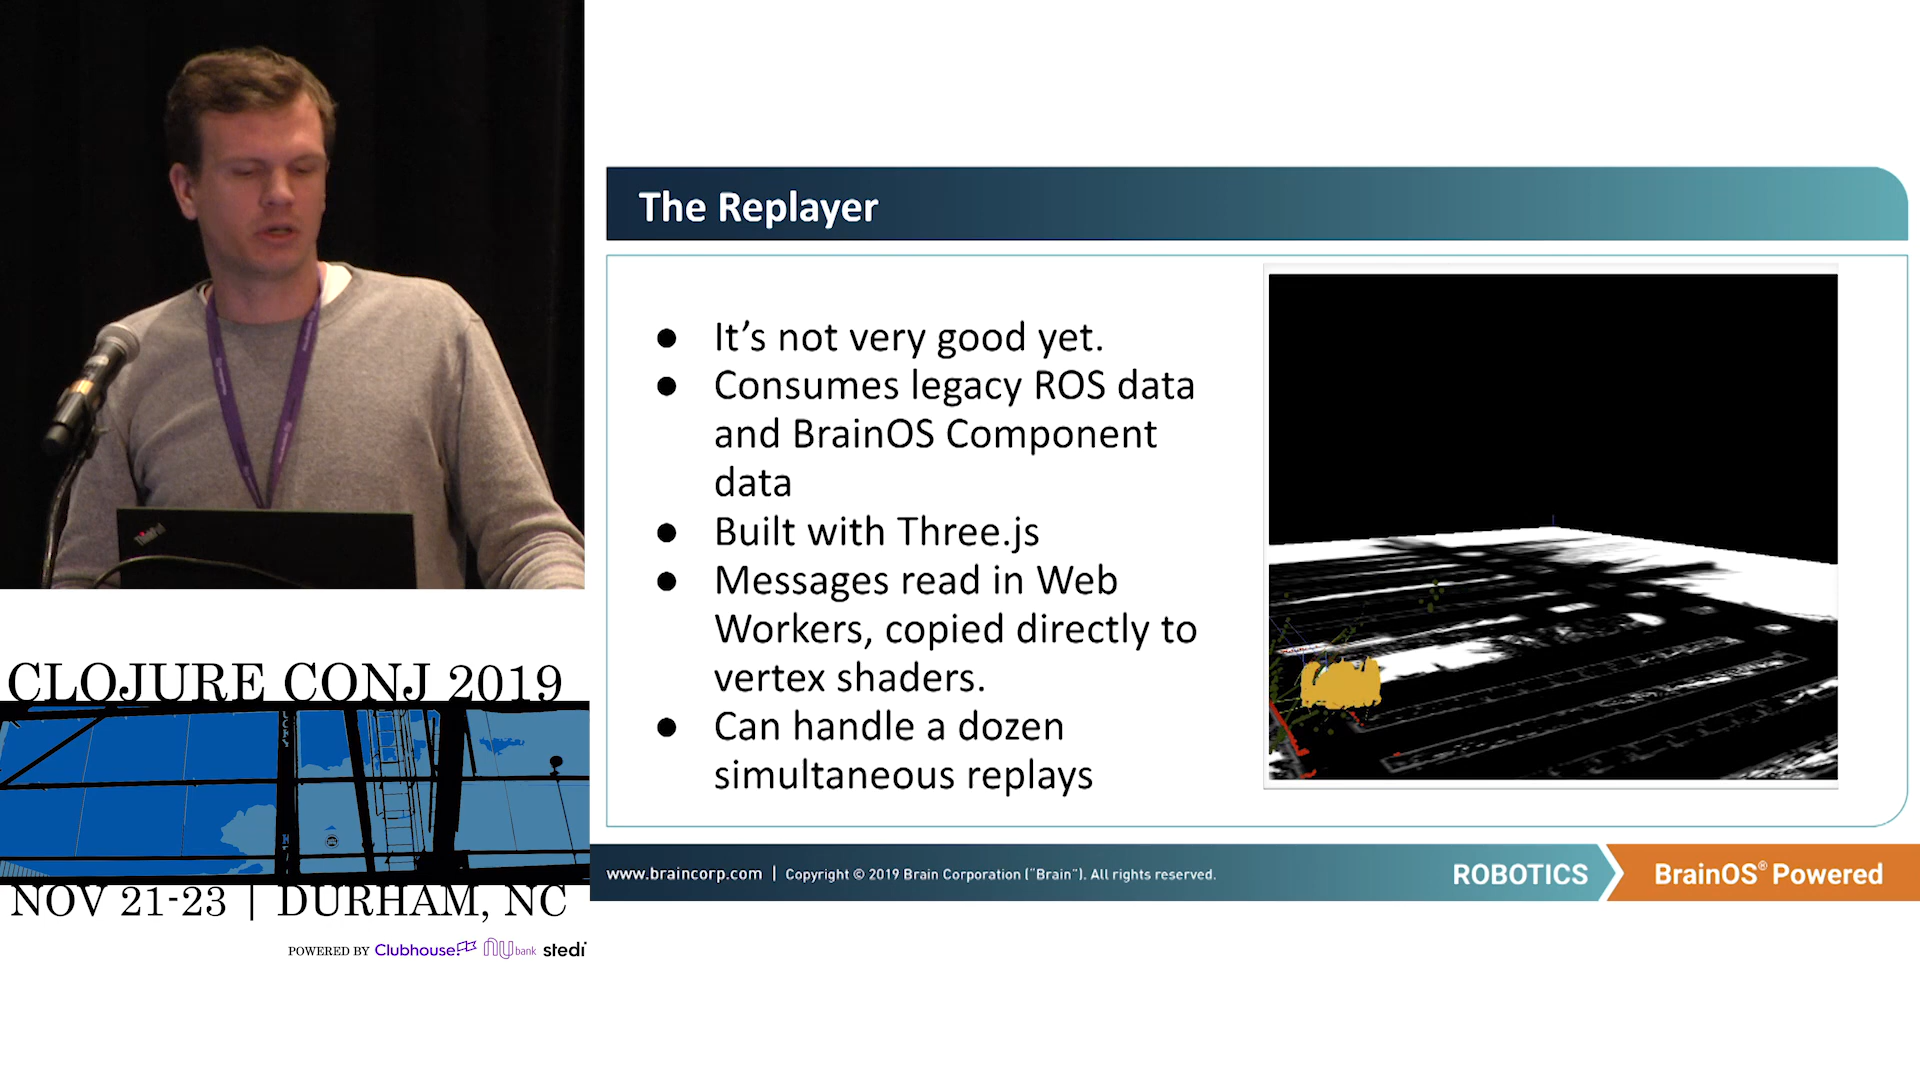 The Replayer
● It’s not very good yet.
● Consumes legacy ROS data
and BrainOS Component
data
● Built with Three.js
● Messages read in Web
Workers, copied directly to
vertex shaders.
● Can handle a dozen
simultaneous replays
www.braincorp.com | Copyright © 2019 Brain Corporation ("Brain"). All rights reserved.
ROBOTICS
BrainOS® Powered
ThinkPad
CLOJURE CONJ 2019
NOV 21-23 | DURHAM, NC
POWERED BY Clubhouse nu bank stedi